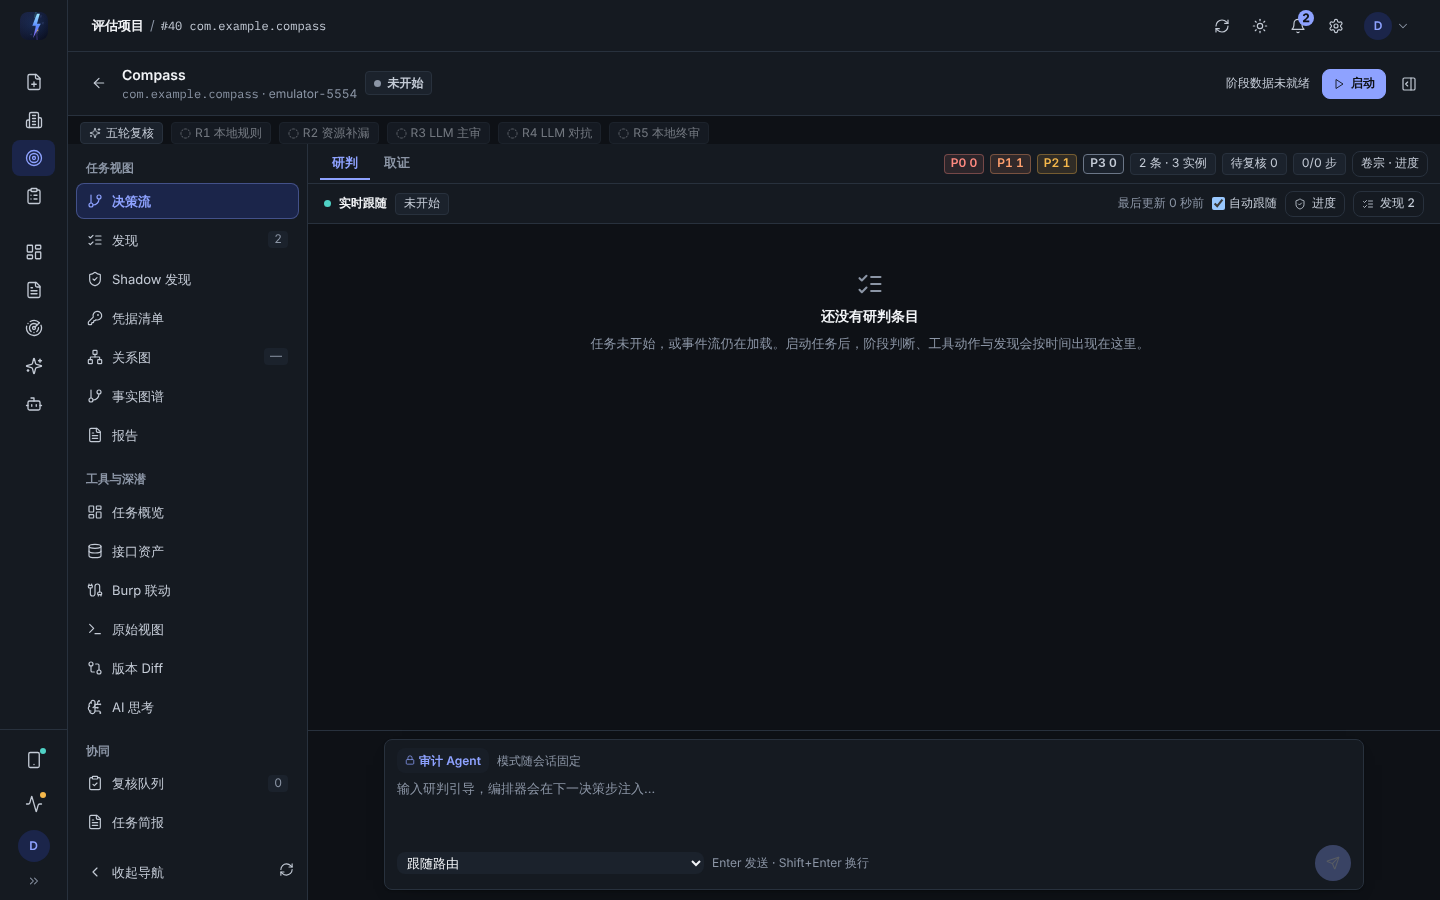 评估项目 / #40 com.example.compass
2
D
Compass
com.example.compass · emulator-5554
未开始
阶段数据未就绪
启动
五轮复核
R1 本地规则
R2 资源补漏
R3 LLM 主审
R4 LLM 对抗
R5 本地终审
任务视图
决策流
发现 2
Shadow 发现
凭据清单
关系图 —
事实图谱
报告
工具与深潜
任务概览
接口资产
Burp 联动
原始视图
版本 Diff
AI 思考
协同
复核队列 0
任务简报
收起导航
D
研判 取证
P0 0
P1 1
P2 1
P3 0
2 条 · 3 实例
待复核 0
0/0 步
卷宗 · 进度
实时跟随 未开始
最后更新 0 秒前
自动跟随
进度
发现 2
还没有研判条目
任务未开始，或事件流仍在加载。启动任务后，阶段判断、工具动作与发现会按时间出现在这里。
审计 Agent 模式随会话固定
输入研判引导，编排器会在下一决策步注入...
跟随路由
Enter 发送 · Shift+Enter 换行